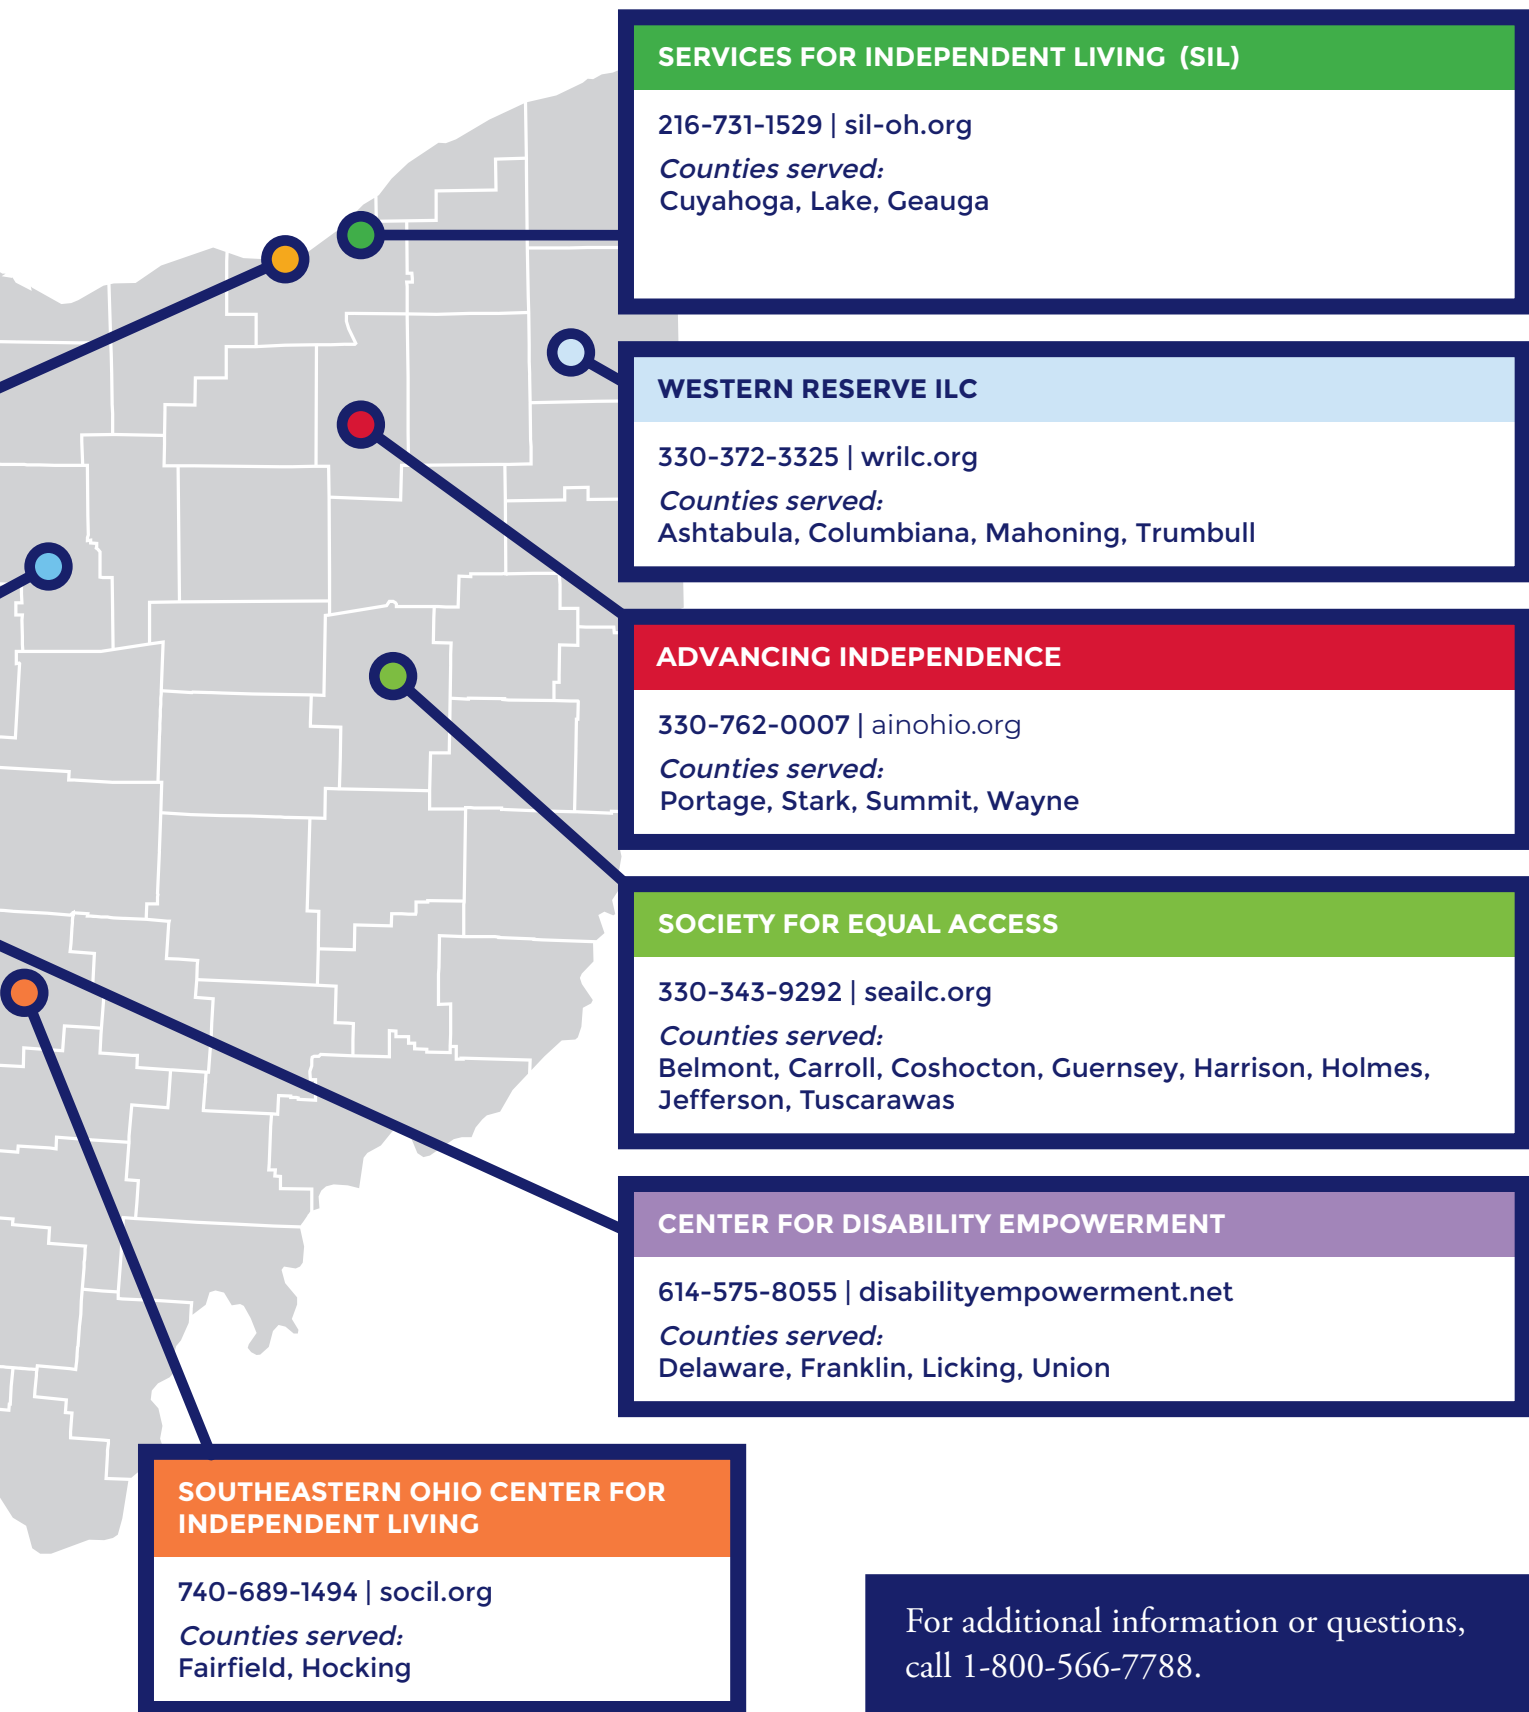 SERVICES FOR INDEPENDENT LIVING (SIL)
216-731-1529 | sil-oh.org
Counties served:
Cuyahoga, Lake, Geauga
WESTERN RESERVE ILC
330-372-3325 | wrilc.org
Counties served:
Ashtabula, Columbiana, Mahoning, Trumbull
ADVANCING INDEPENDENCE
330-762-0007 | ainohio.org
Counties served:
Portage, Stark, Summit, Wayne
SOCIETY FOR EQUAL ACCESS
330-343-9292 | seailc.org
Counties served:
Belmont, Carroll, Coshocton, Guernsey, Harrison, Holmes,
Jefferson, Tuscarawas
CENTER FOR DISABILITY EMPOWERMENT
614-575-8055 | disabilityempowerment.net
Counties served:
Delaware, Franklin, Licking, Union
SOUTHEASTERN OHIO CENTER FOR
INDEPENDENT LIVING
740-689-1494 | socil.org
Counties served:
Fairfield, Hocking
For additional information or questions,
call 1-800-566-7788.